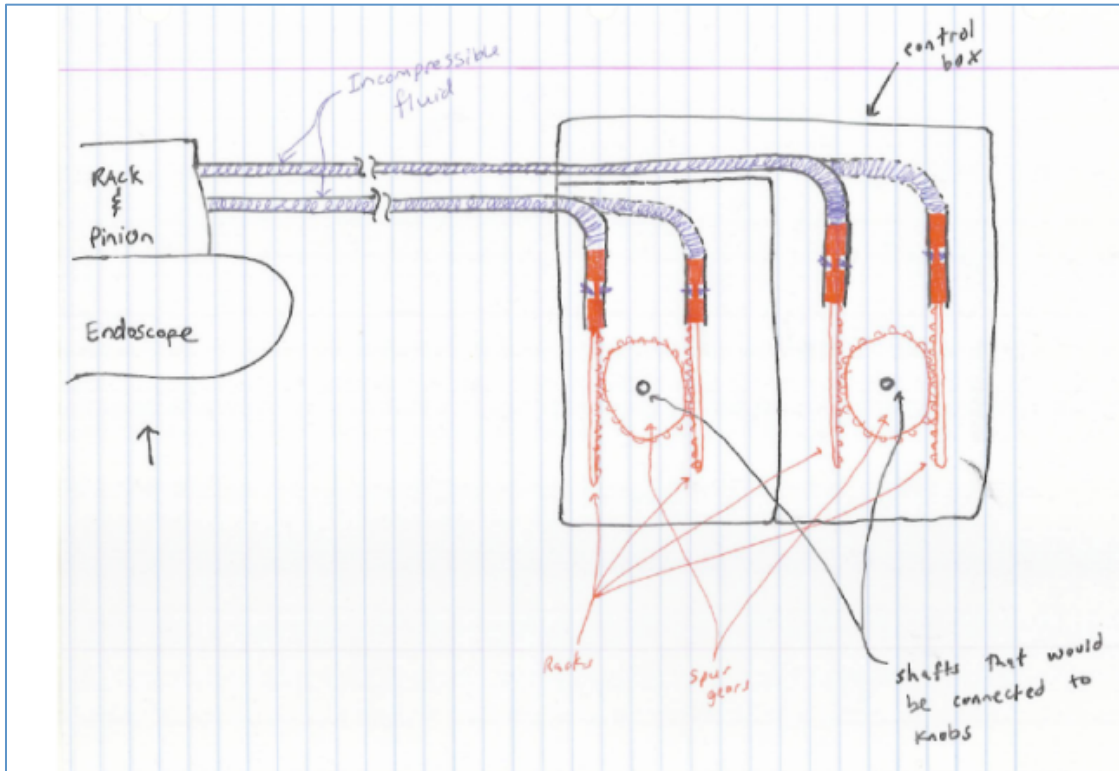 control
box
Incompressible
fluid
RAck
&
Pinion
Endoscope
Racks
Spur
gears
shafts that would
be connected to
knobs